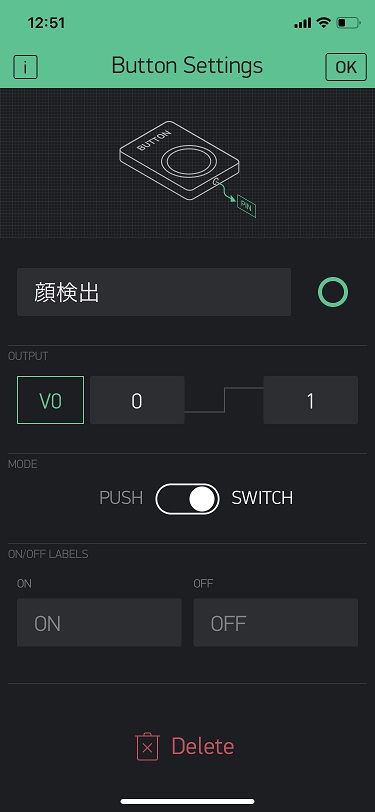 12:51
i
Button Settings
OK
BUTTON
PIN
顔検出
OUTPUT
V0 0 1
MODE
PUSH SWITCH
ON/OFF LABELS
ON OFF
ON OFF
Delete